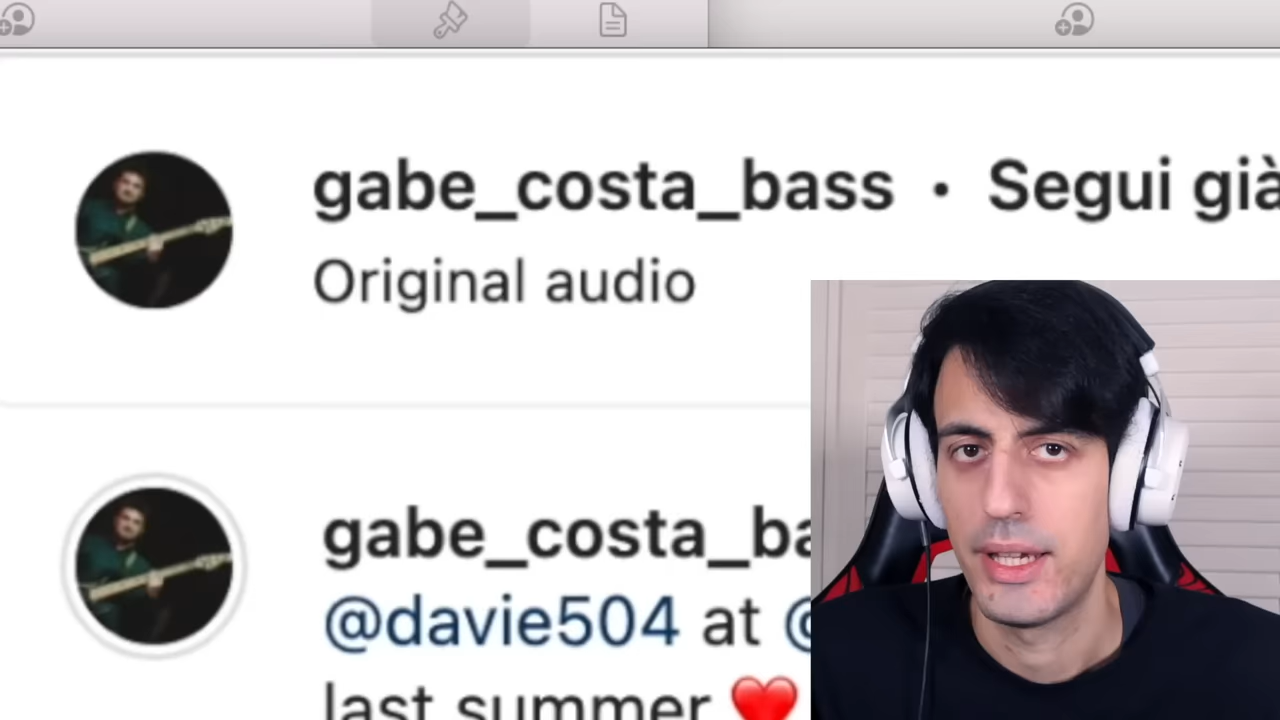 gabe_costa_bass • Segui già
Original audio
gabe_costa_ba
@davie504 at @
last summer ❤️